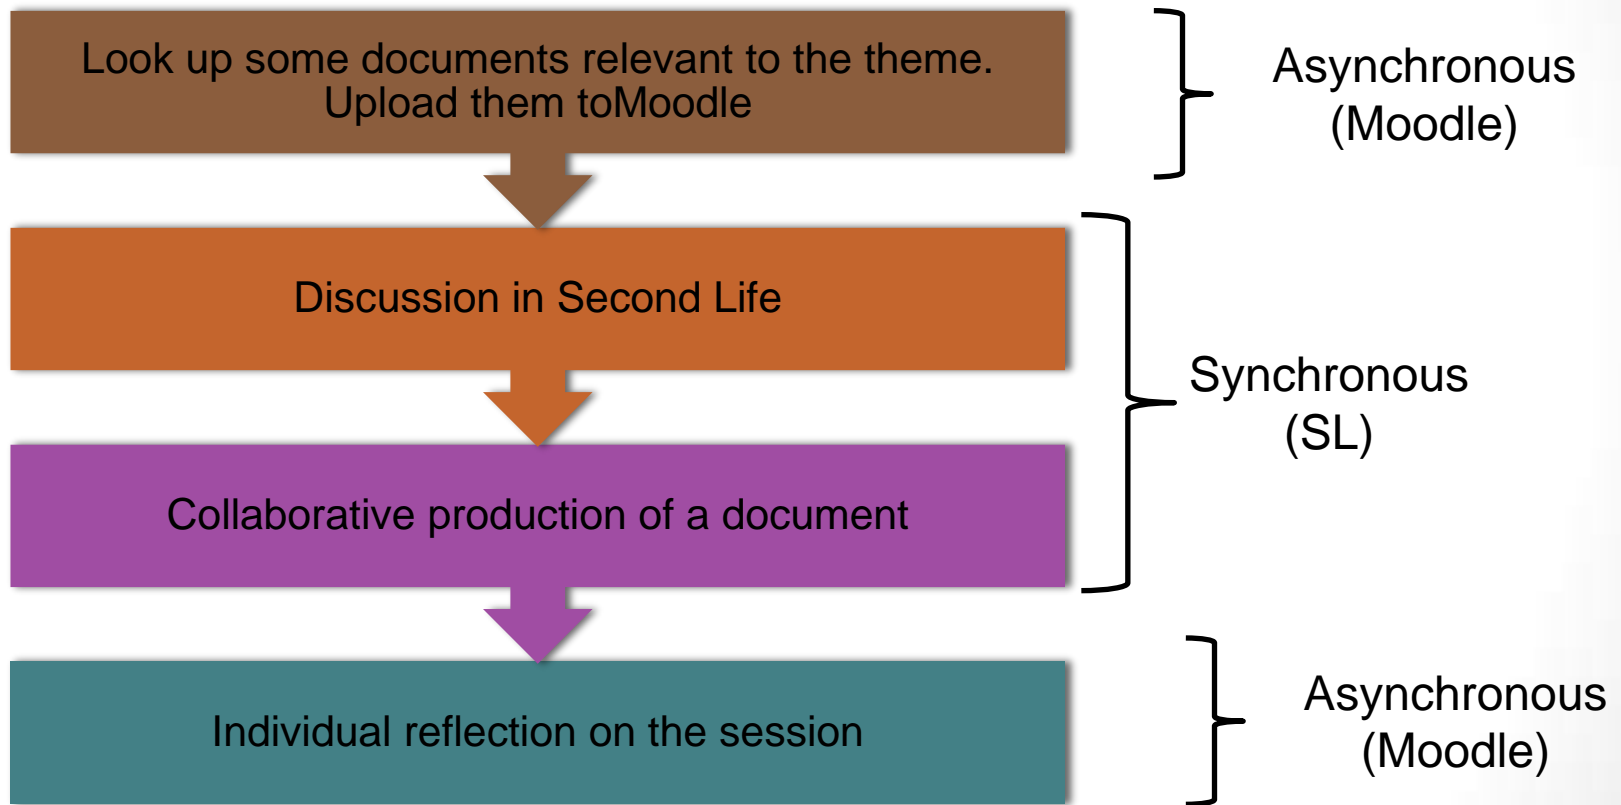 Look up some documents relevant to the theme.
Upload them toMoodle
Asynchronous
(Moodle)
Discussion in Second Life
Synchronous
(SL)
Collaborative production of a document
Individual reflection on the session
Asynchronous
(Moodle)